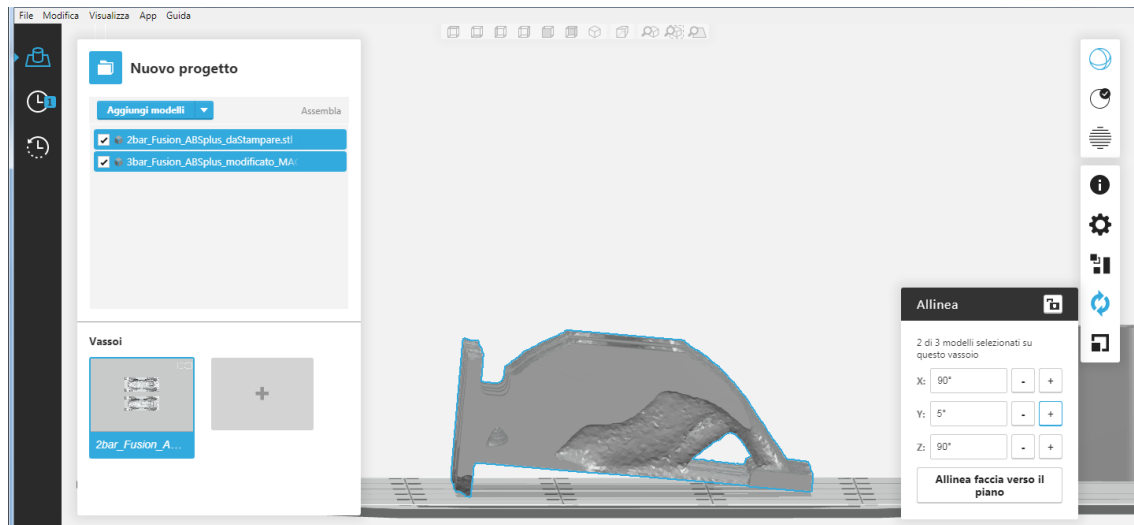 File Modifica Visualizza App Guida
Nuovo progetto
1
Aggiungi modelli
Assembla
2bar_Fusion_ABSplus_daStampare.stl
3bar_Fusion_ABSplus_modificato_MA
Vassoi
2bar_Fusion_A...
+
Allinea
2 di 3 modelli selezionati su
questo vassoio
X: 90° - +
Y: 5° - +
Z: 90° - +
Allinea faccia verso il
piano